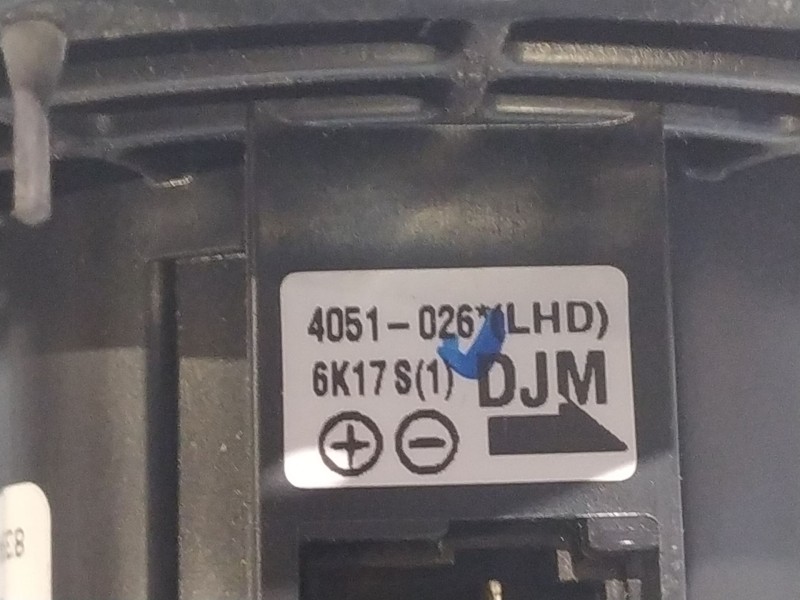 4051-026*(LHD)
6K17 S(1) DJM
⊕ ⊖